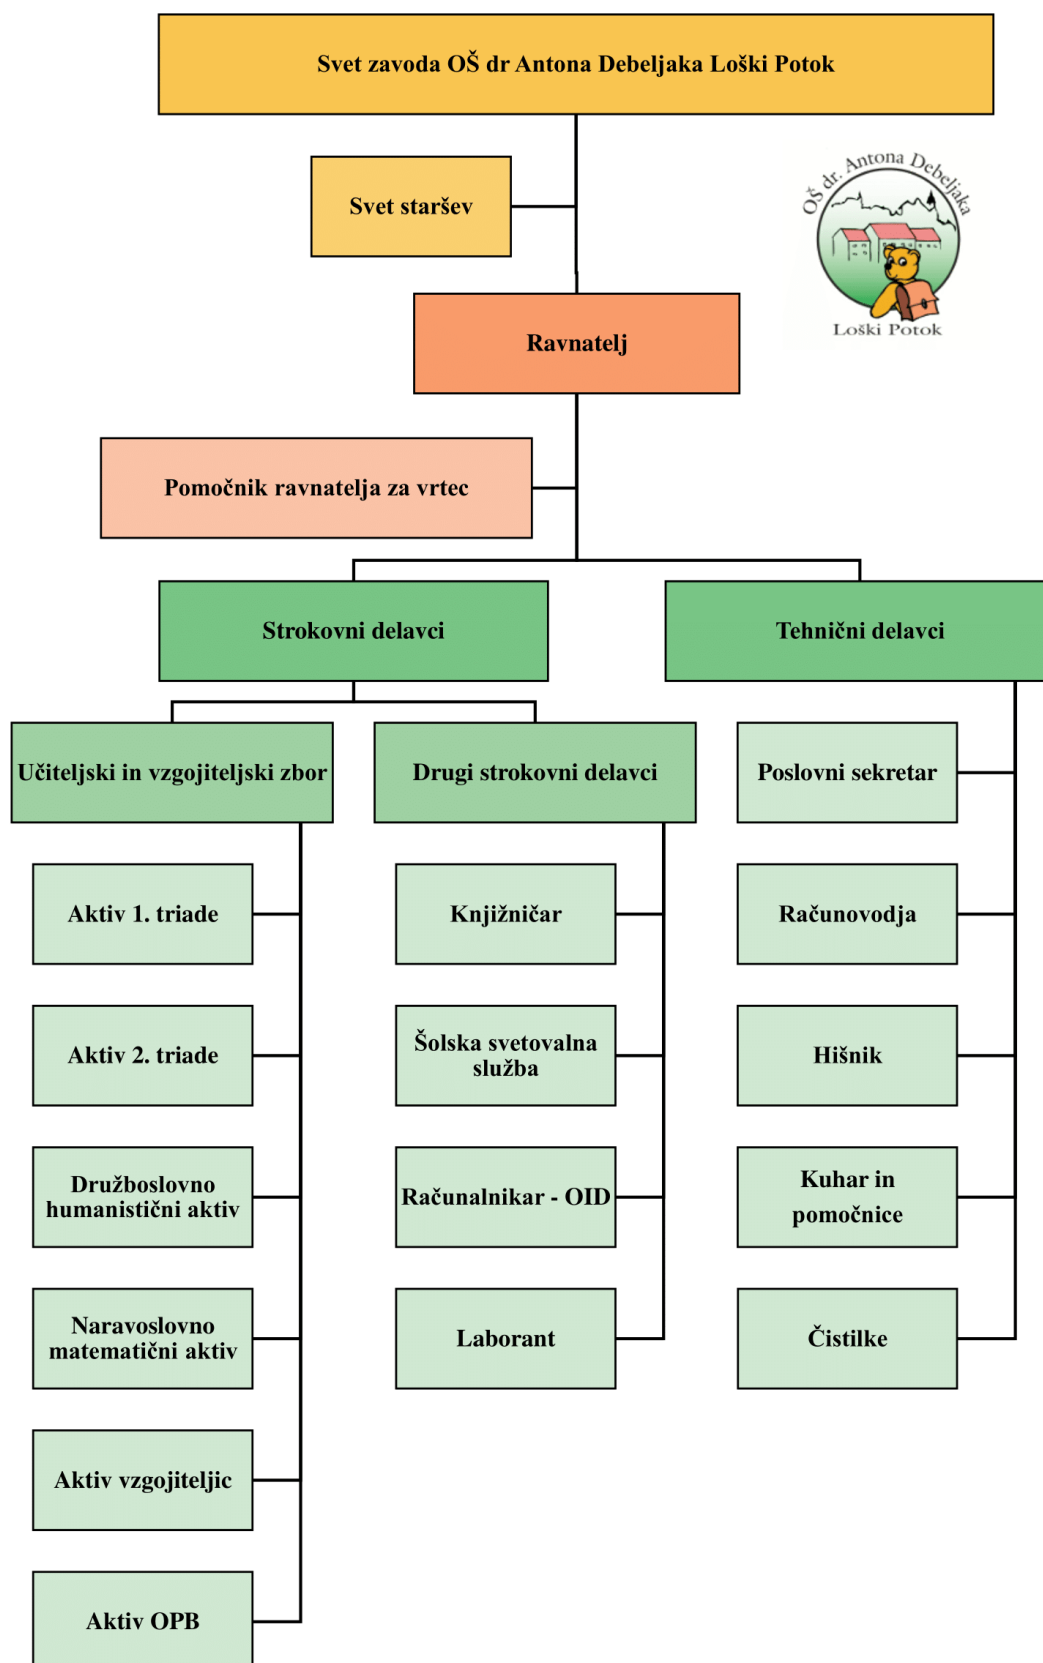 Svet zavoda OŠ dr Antona Debeljaka Loški Potok
Svet staršev
OŠ dr. Antona Debeljaka
Loški Potok
Ravnatelj
Pomočnik ravnatelja za vrtec
Strokovni delavci
Tehnični delavci
Učiteljski in vzgojiteljski zbor
Drugi strokovni delavci
Poslovni sekretar
Aktiv 1. triade
Knjižničar
Računovodja
Aktiv 2. triade
Šolska svetovalna
služba
Hišnik
Družboslovno
humanistični aktiv
Računalnikar - OID
Kuhar in
pomočnice
Naravoslovno
matematični aktiv
Laborant
Čistilke
Aktiv vzgojiteljic
Aktiv OPB